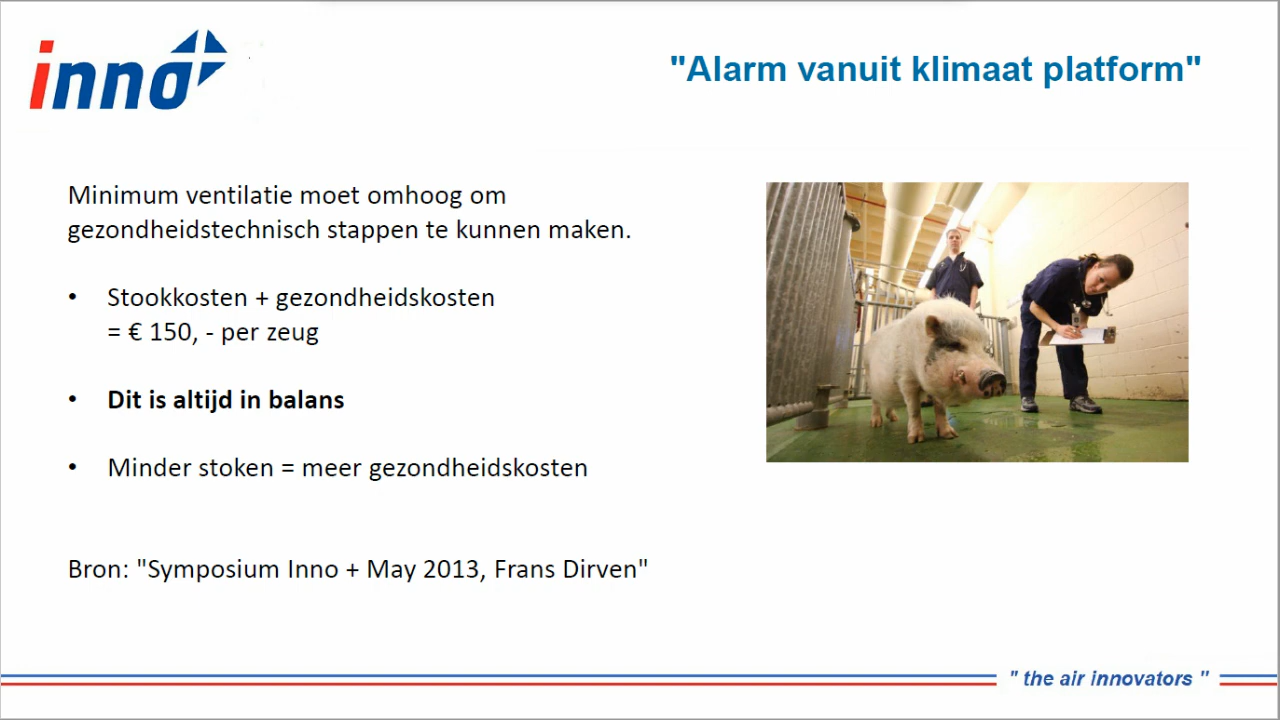 inno+
"Alarm vanuit klimaat platform"
Minimum ventilatie moet omhoog om
gezondheidstechnisch stappen te kunnen maken.
• Stookkosten + gezondheidskosten
= € 150, - per zeug
• Dit is altijd in balans
• Minder stoken = meer gezondheidskosten
Bron: "Symposium Inno + May 2013, Frans Dirven"
" the air innovators "